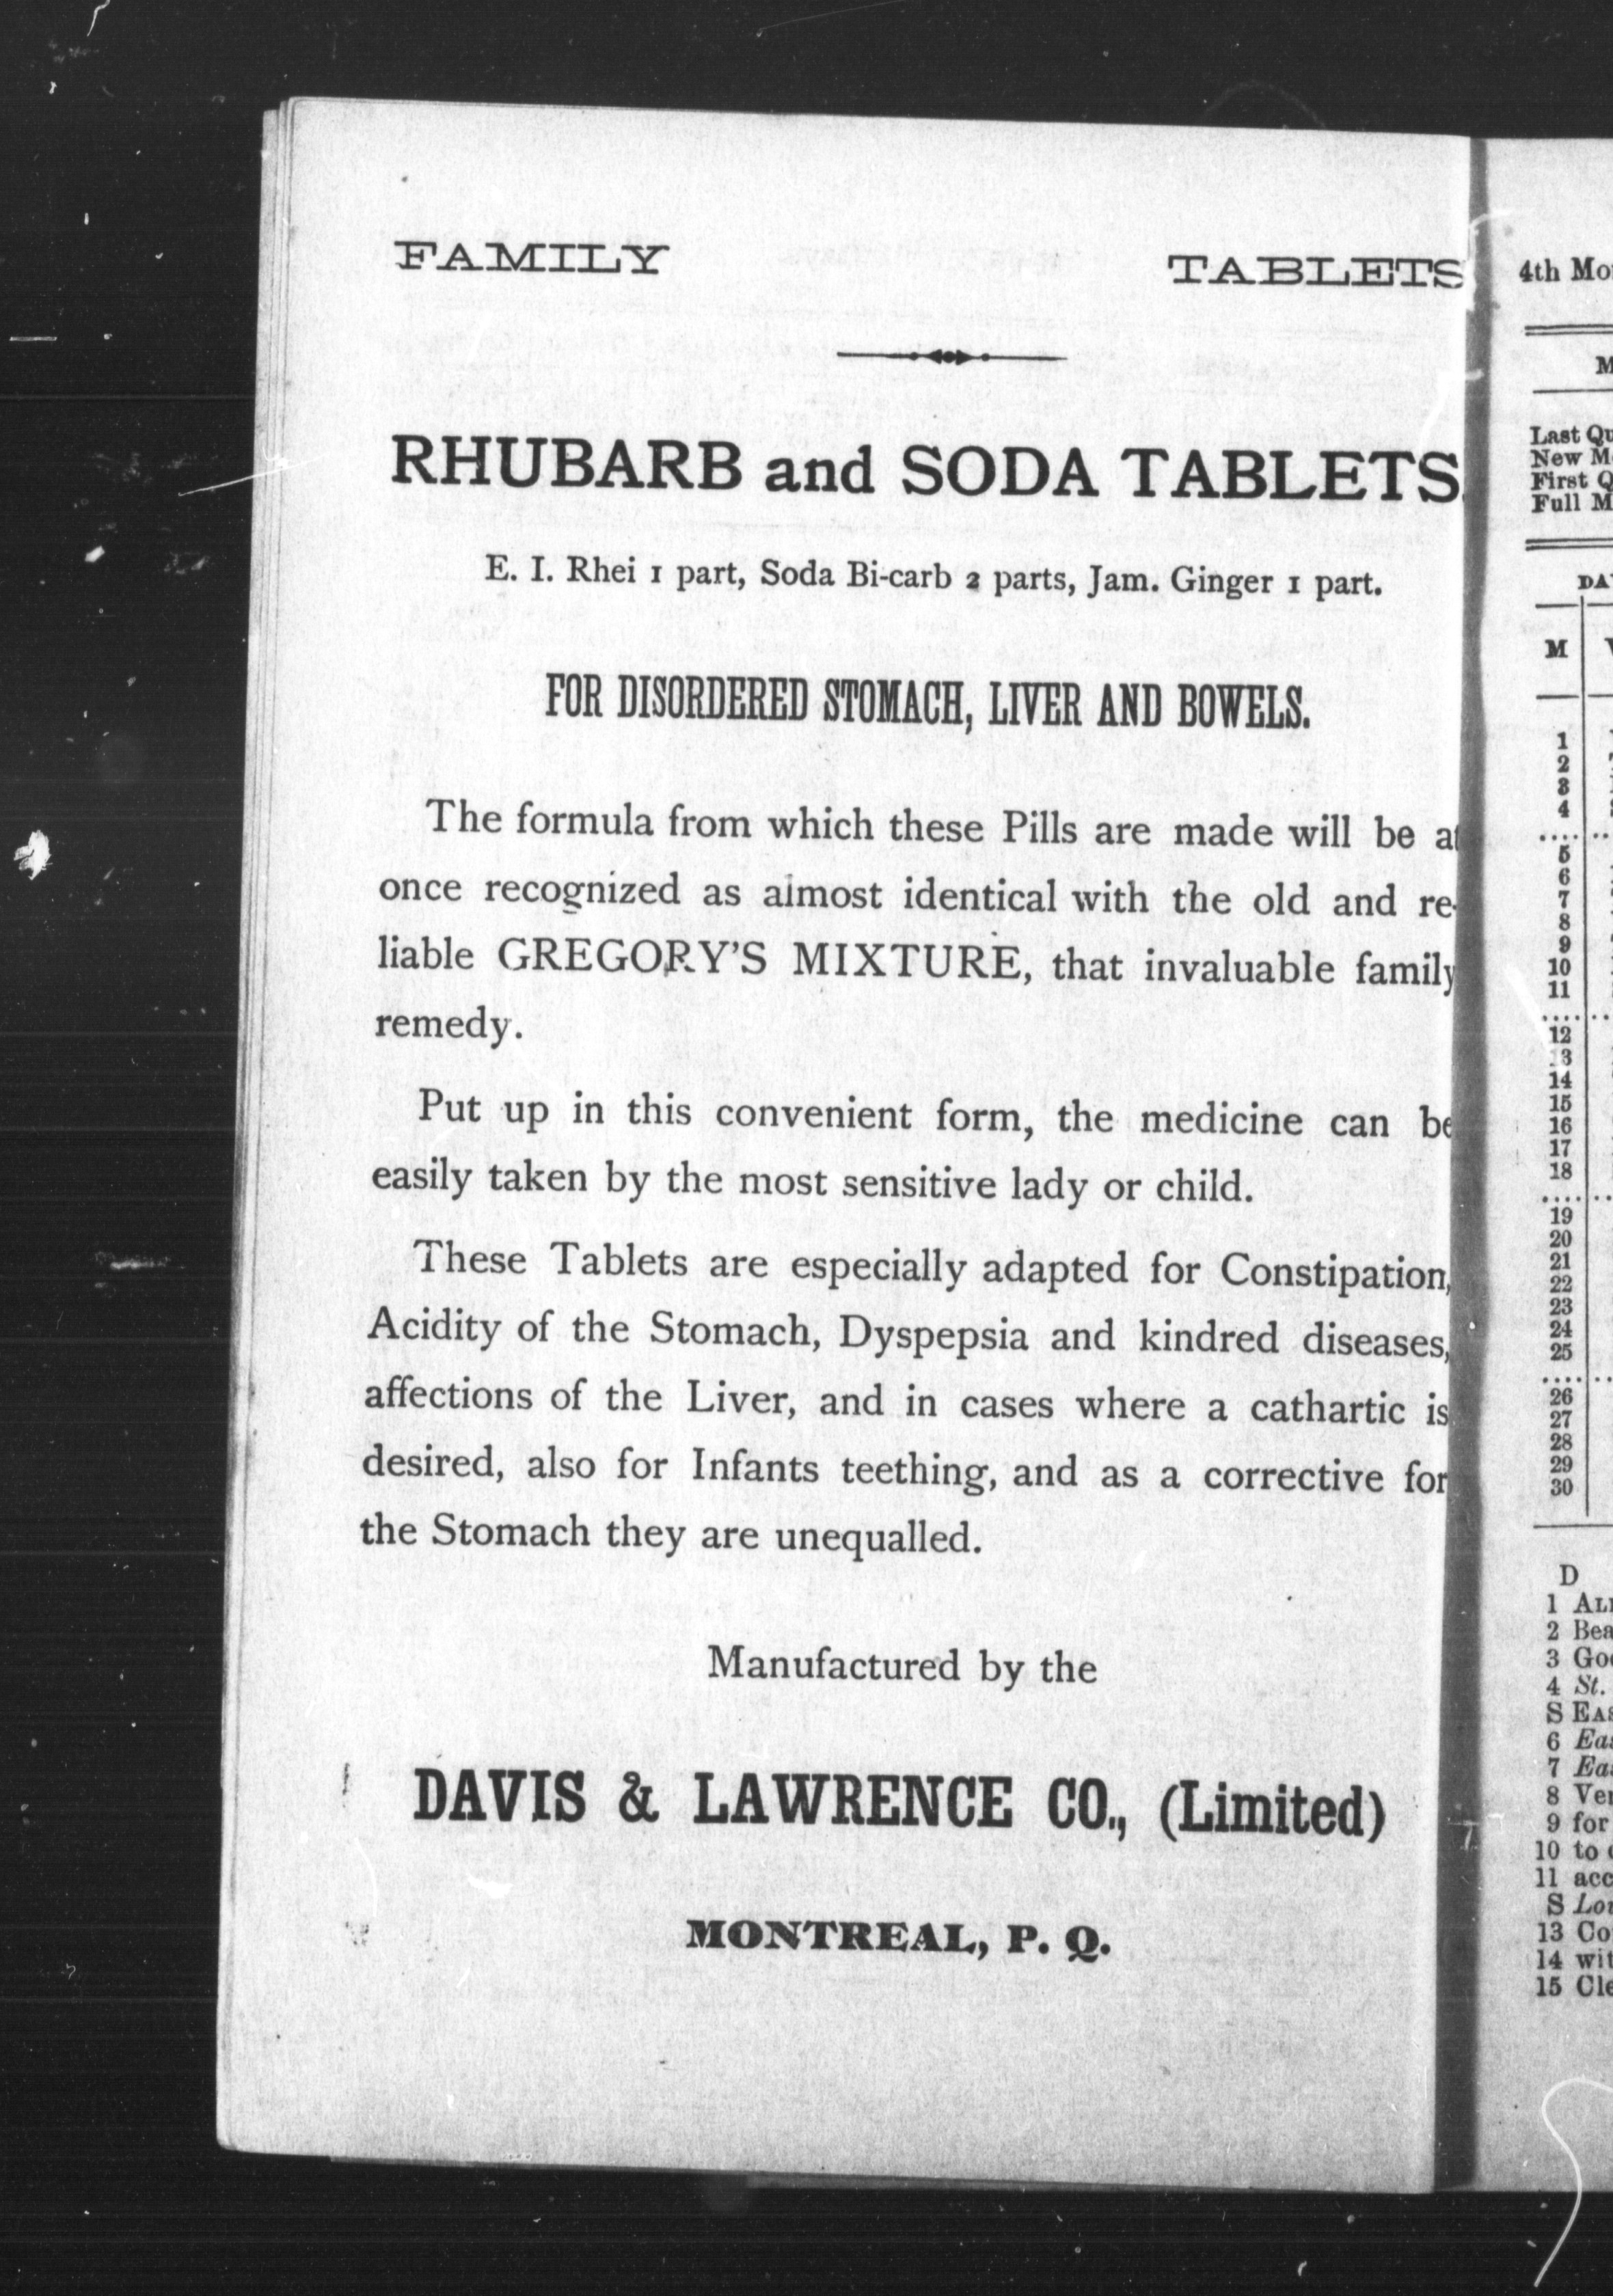 FAMILY TABLETS
RHUBARB and SODA TABLETS.
E. I. Rhei 1 part, Soda Bi-carb 2 parts, Jam. Ginger 1 part.
FOR DISORDERED STOMACH, LIVER AND BOWELS.
The formula from which these Pills are made will be at
once recognized as almost identical with the old and re-
liable GREGORY'S MIXTURE, that invaluable family
remedy.
Put up in this convenient form, the medicine can be
easily taken by the most sensitive lady or child.
These Tablets are especially adapted for Constipation,
Acidity of the Stomach, Dyspepsia and kindred diseases,
affections of the Liver, and in cases where a cathartic is
desired, also for Infants teething, and as a corrective for
the Stomach they are unequalled.
Manufactured by the
DAVIS & LAWRENCE CO., (Limited)
MONTREAL, P. Q.
4th
M
Last
New
First
Full
M
1
2
3
4
5
6
7
8
9
10
11
12
13
14
15
16
17
18
19
20
21
22
23
24
25
26
27
28
29
30
D
1
2
3
4 St.
S
6
7
8
9 for
10 to
11
S
13
14
15